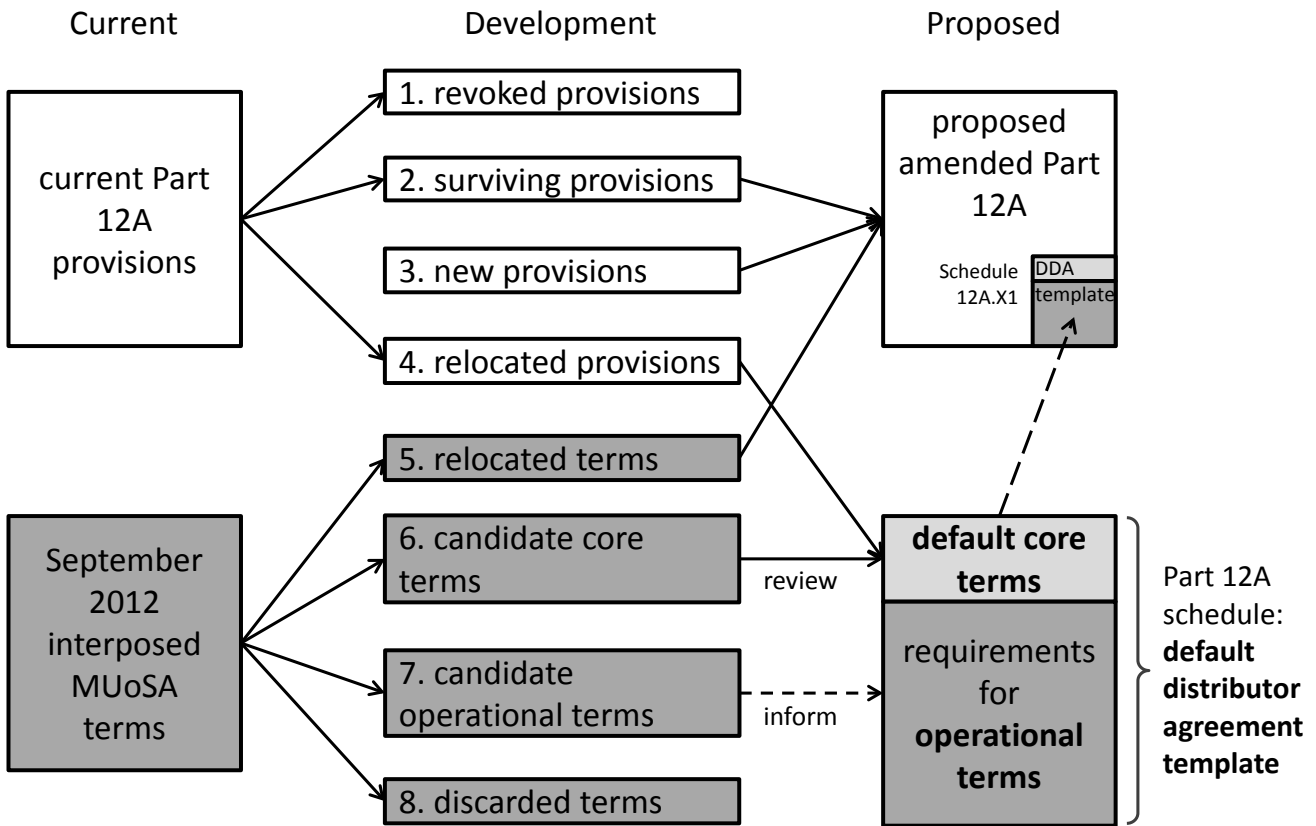 Current
Development
Proposed
current Part
12A
provisions
1. revoked provisions
2. surviving provisions
3. new provisions
4. relocated provisions
proposed
amended Part
12A
Schedule
12A.X1
DDA
template
September
2012
interposed
MUoSA
terms
5. relocated terms
6. candidate core
terms
review
7. candidate
operational terms
inform
8. discarded terms
default core
terms
requirements
for
operational
terms
Part 12A
schedule:
default
distributor
agreement
template